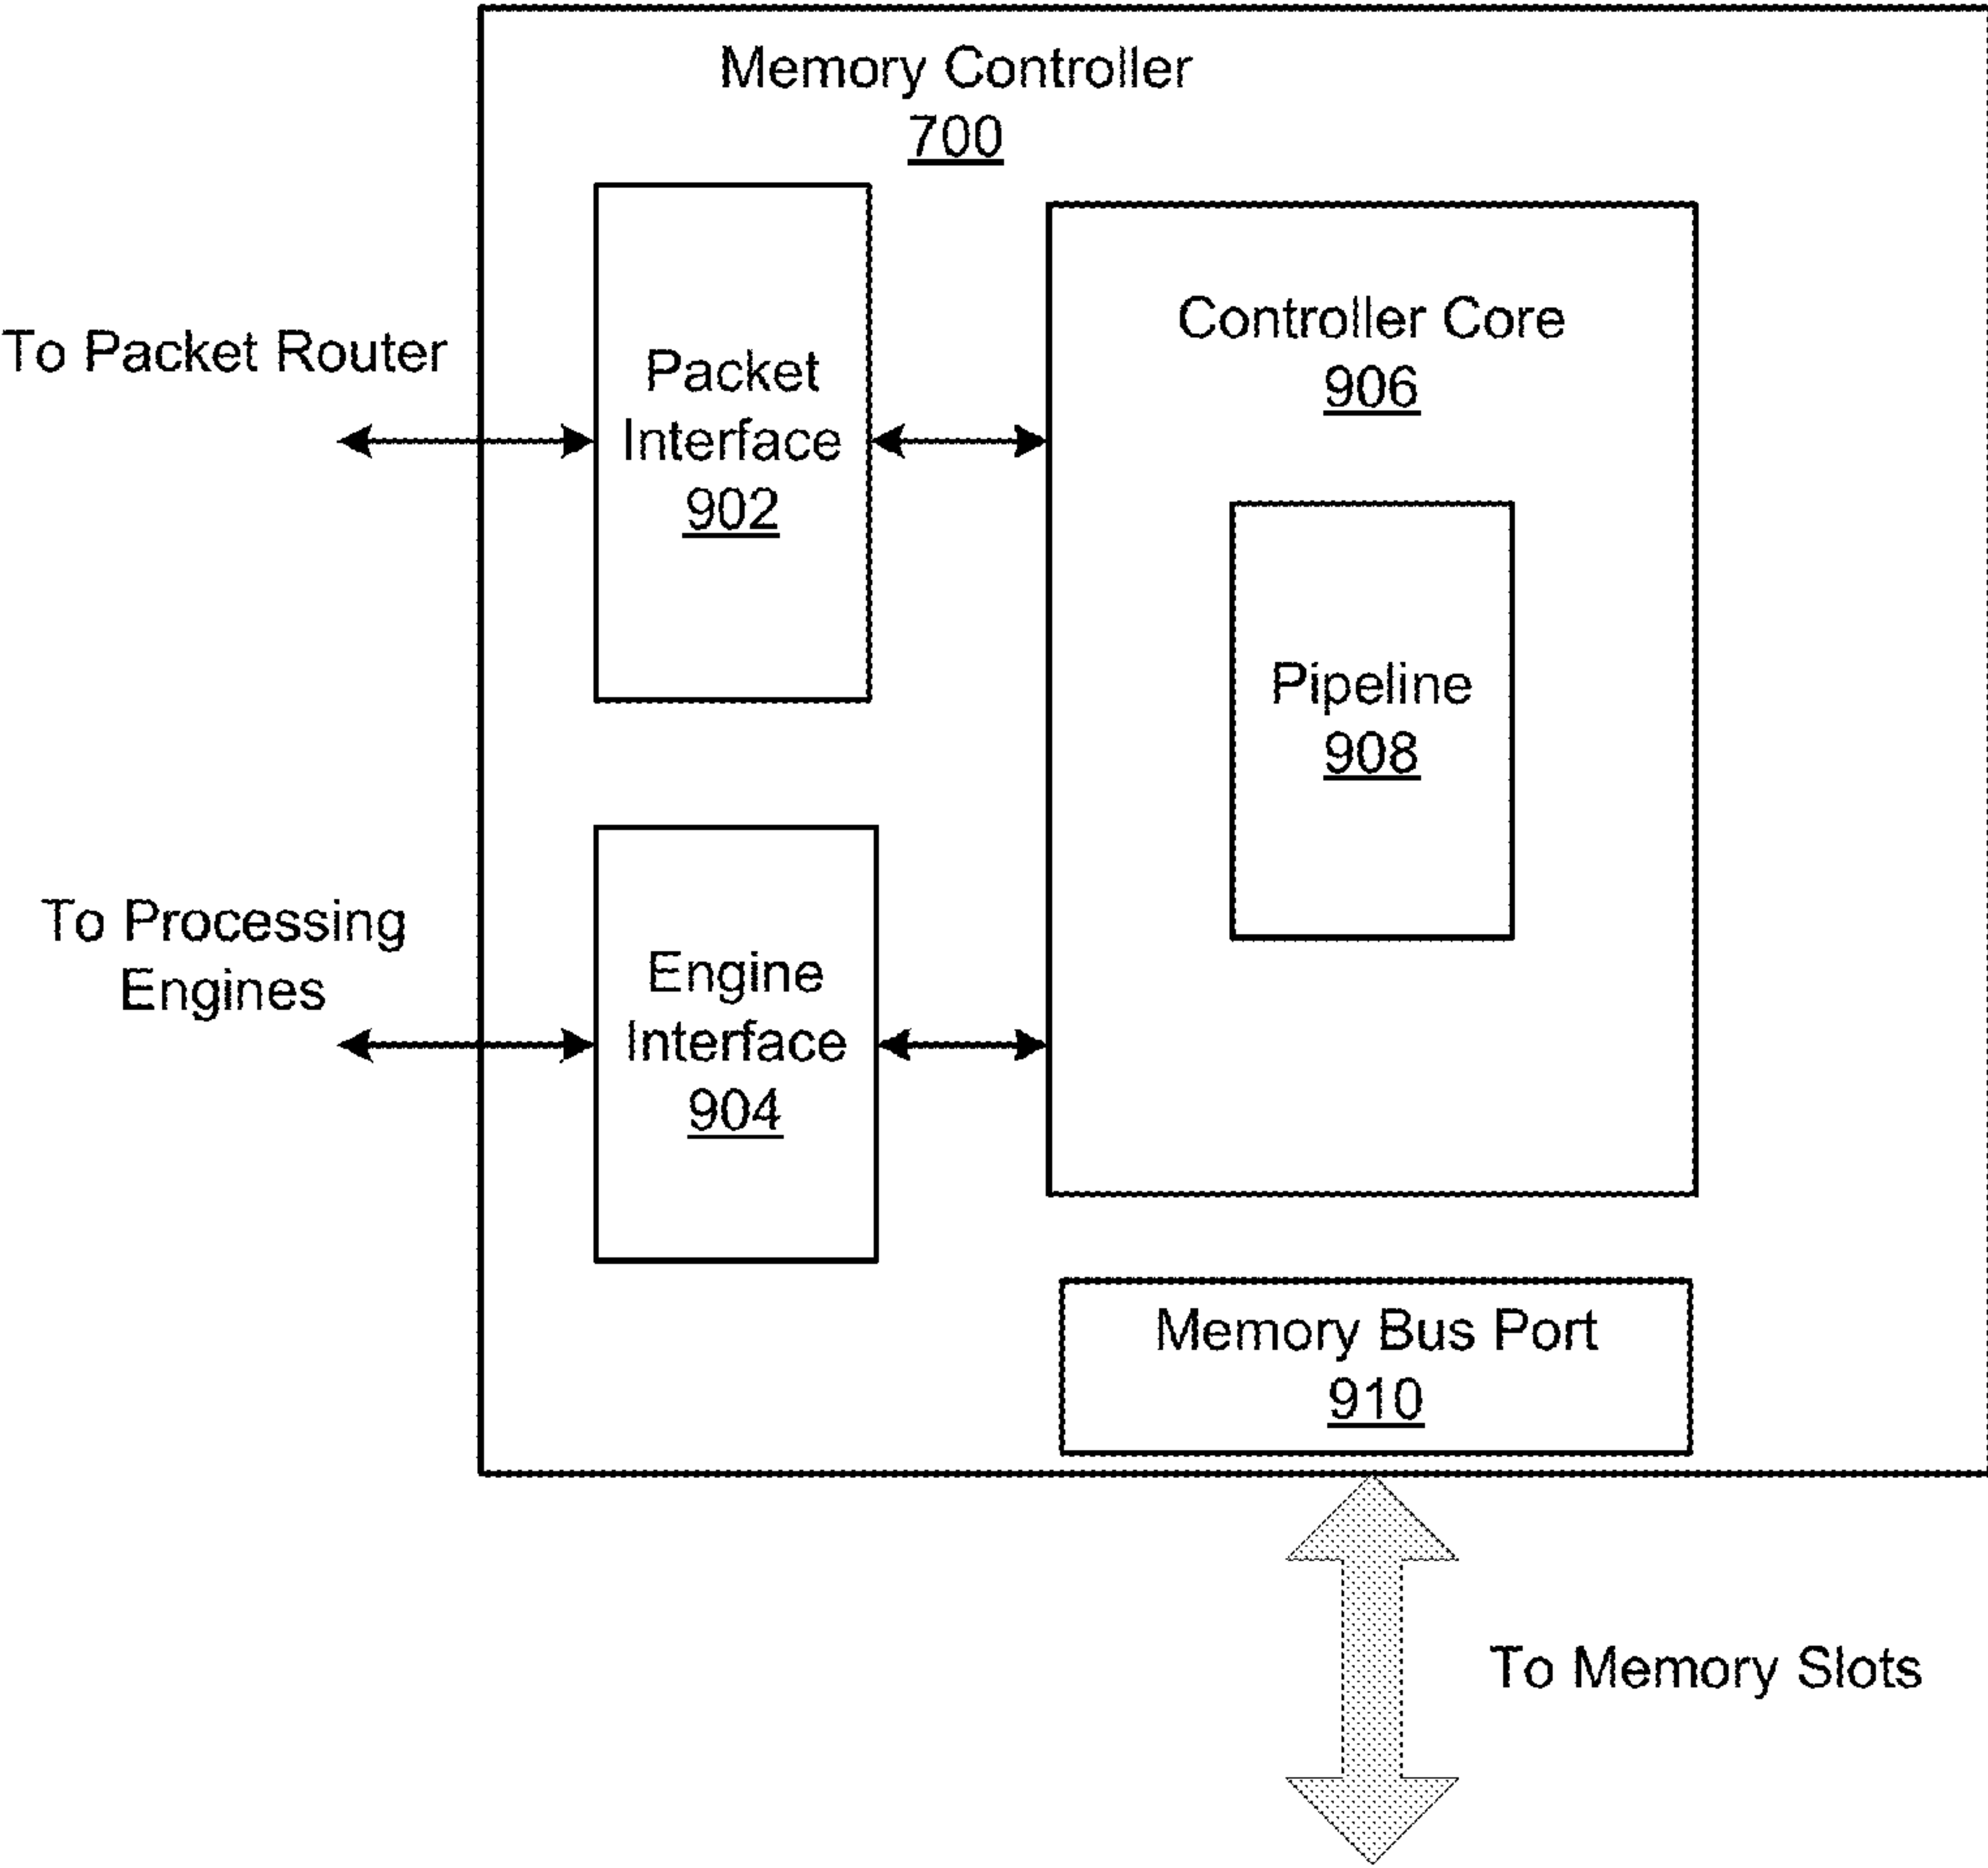 Memory Controller
700
To Packet Router
Packet
Interface
902
Controller Core
906
Pipeline
908
To Processing
Engines
Engine
Interface
904
Memory Bus Port
910
To Memory Slots